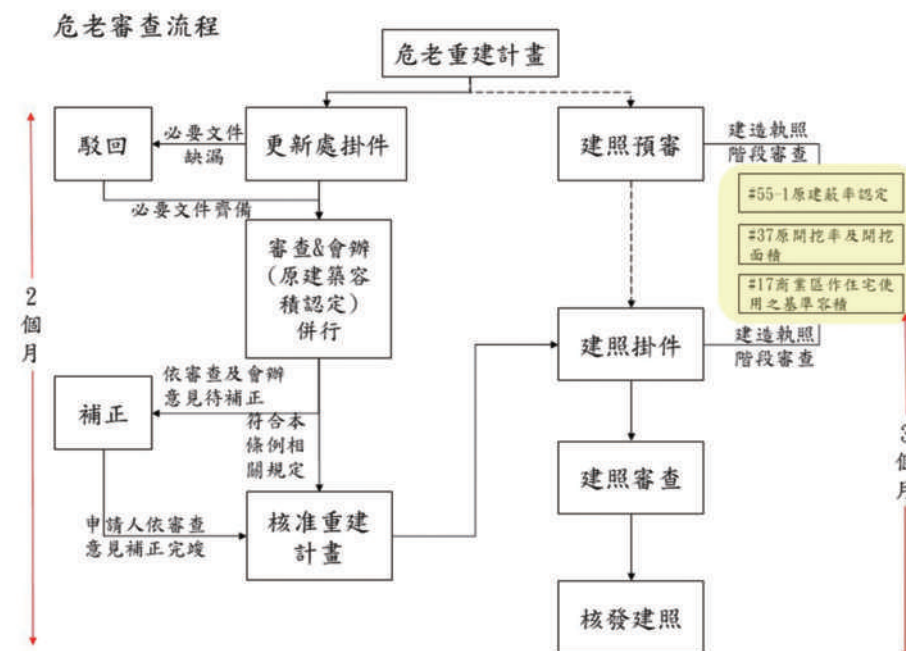 危老審查流程
危老重建計畫
駁回
必要文件
缺漏
更新處掛件
建照預審
建造執照
階段審查
必要文件齊備
#55-1原建蔽率認定
#37原開挖率及開挖
面積
#17商業區作住宅使
用之基準容積
審查&會辦
(原建築容
積認定)
併行
2
個
月
建照掛件
建造執照
階段審查
依審查及會辦
意見待補正
補正
符合本
條例相
關規定
3
個
月
建照審查
申請人依審查
意見補正完竣
核准重建
計畫
核發建照